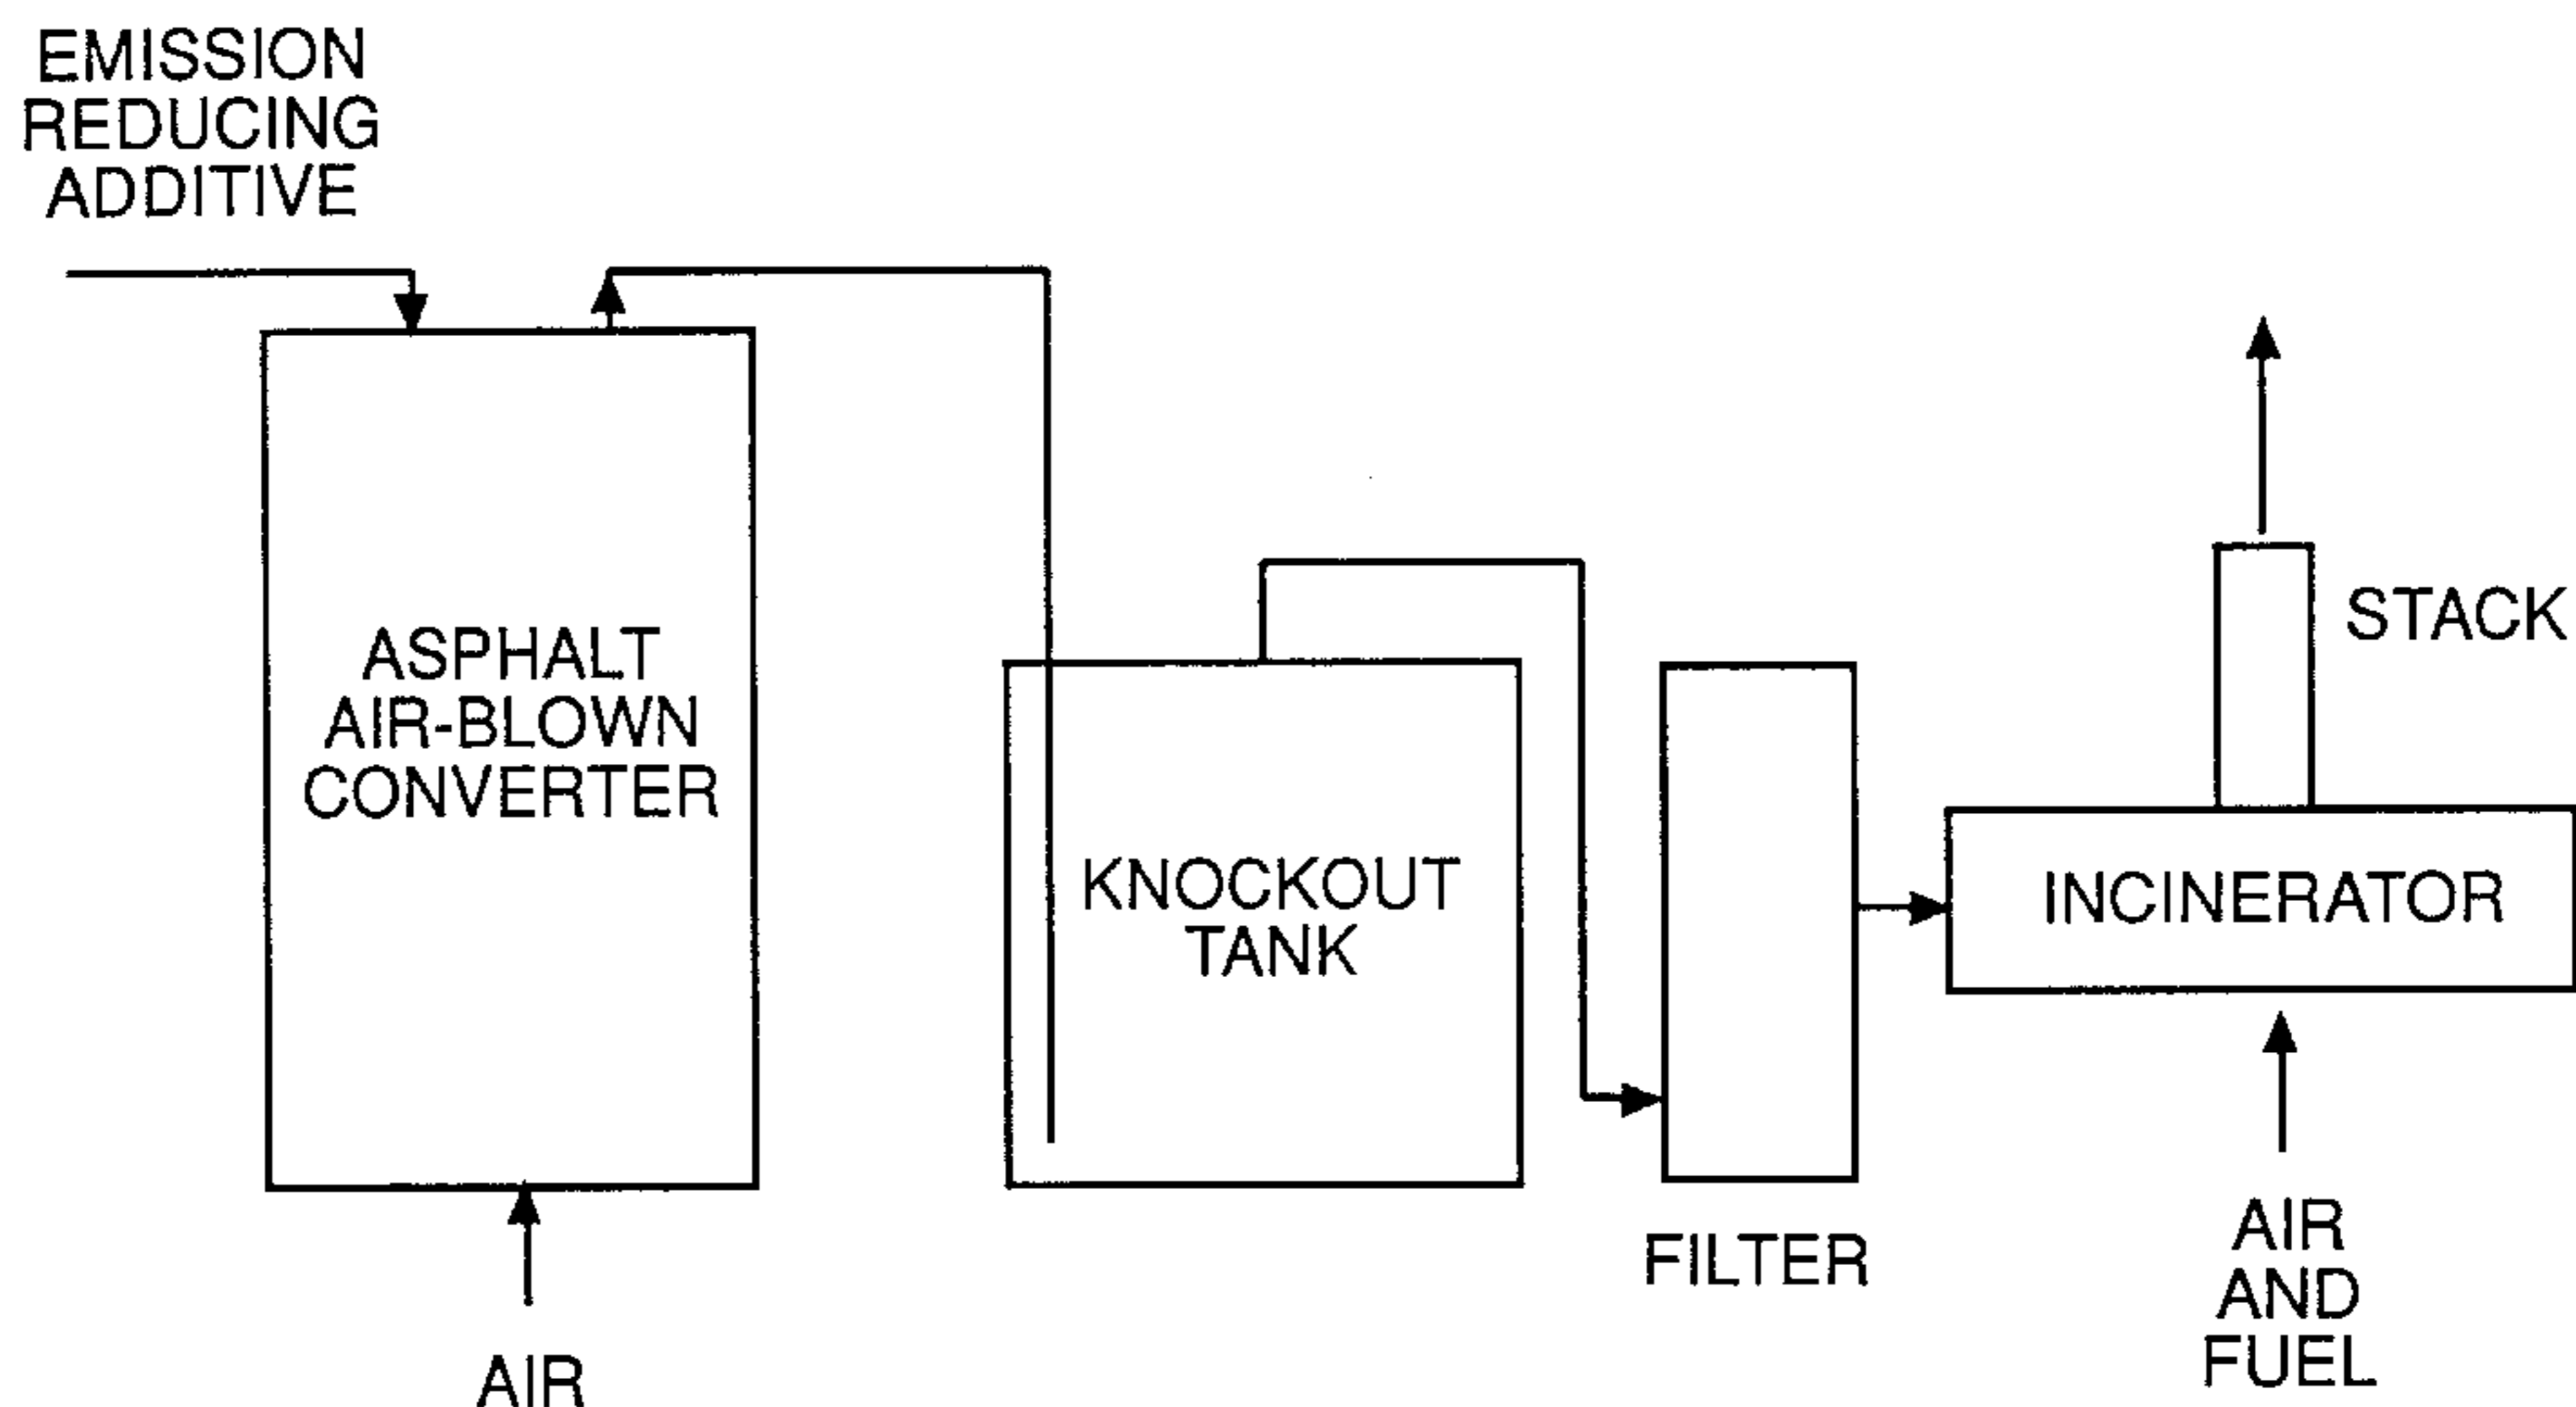 EMISSION
REDUCING
ADDITIVE
ASPHALT
AIR-BLOWN
CONVERTER
AIR
KNOCKOUT
TANK
FILTER
STACK
INCINERATOR
AIR
AND
FUEL